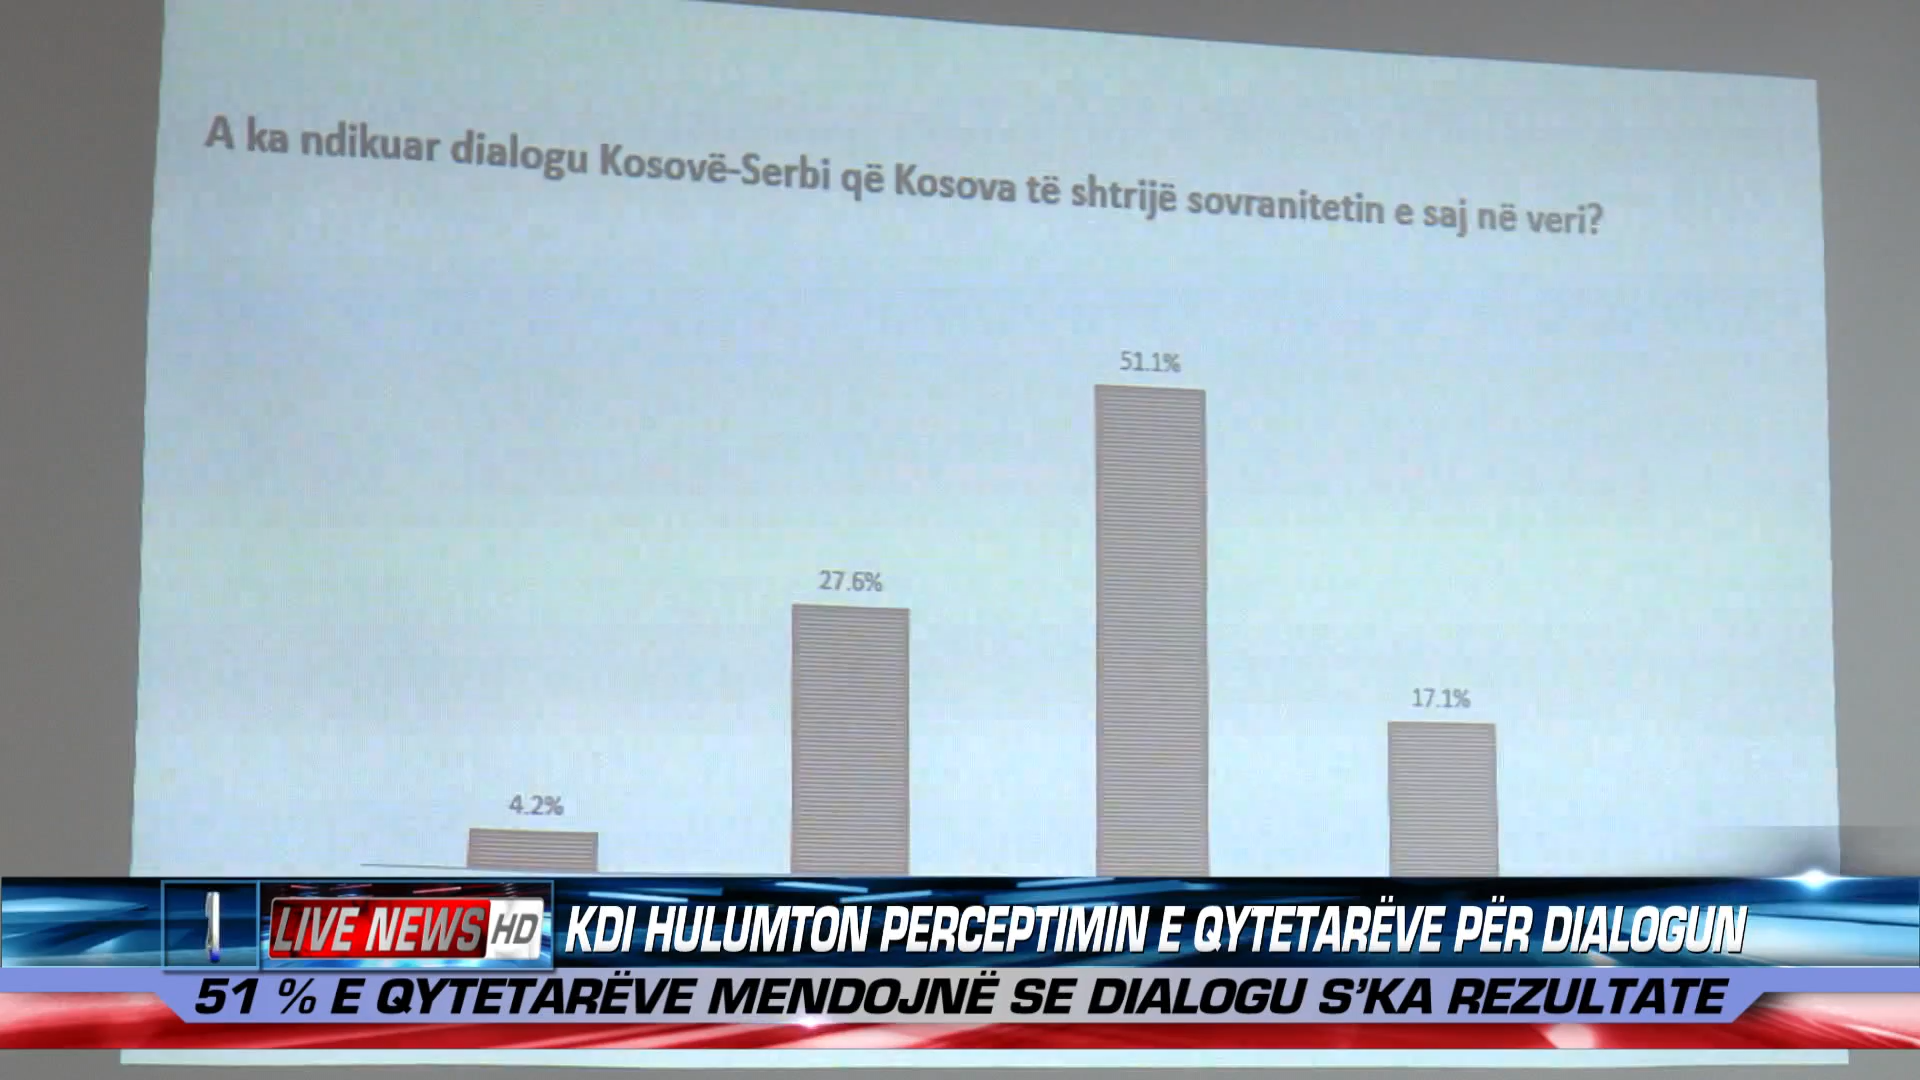 A ka ndikuar dialogu Kosovë-Serbi që Kosova të shtrijë sovranitetin e saj në veri?
51.1%
27.6%
17.1%
4.2%
1 LIVE NEWS HD KDI HULUMTON PERCEPTIMIN E QYTETARËVE PËR DIALOGUN
51 % E QYTETARËVE MENDOJNË SE DIALOGU S'KA REZULTATE